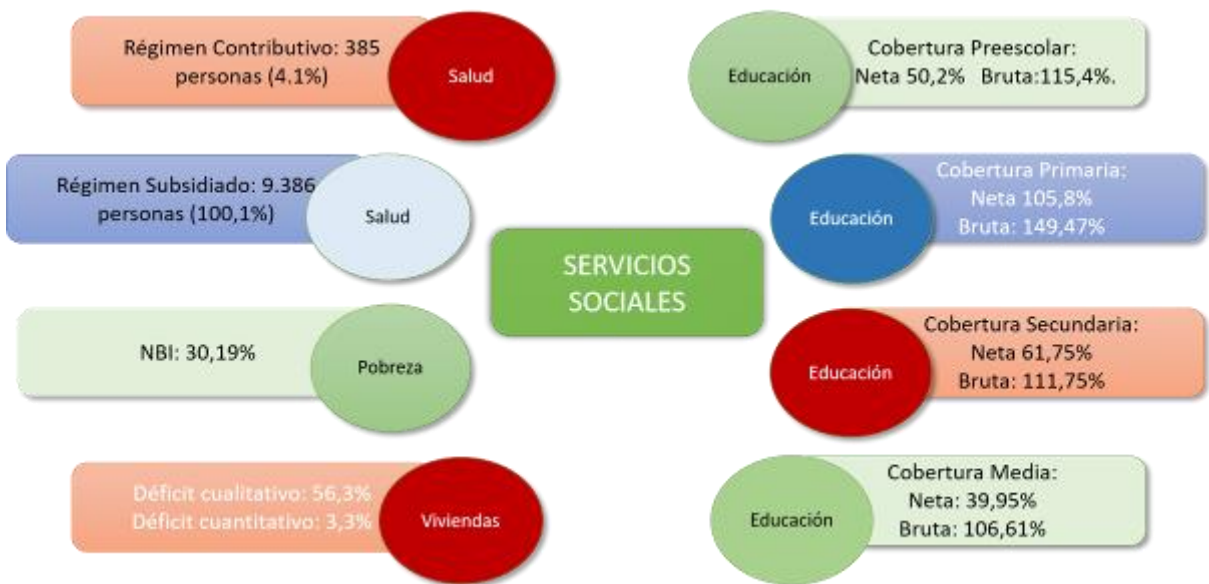 Régimen Contributivo: 385
personas (4.1%)
Salud
Régimen Subsidiado: 9.386
personas (100,1%)
Salud
NBI: 30,19%
Pobreza
Déficit cualitativo: 56,3%
Déficit cuantitativo: 3,3%
Viviendas
SERVICIOS
SOCIALES
Educación
Cobertura Preescolar:
Neta 50,2% Bruta:115,4%.
Educación
Cobertura Primaria:
Neta 105,8%
Bruta: 149,47%
Educación
Cobertura Secundaria:
Neta 61,75%
Bruta: 111,75%
Educación
Cobertura Media:
Neta: 39,95%
Bruta: 106,61%